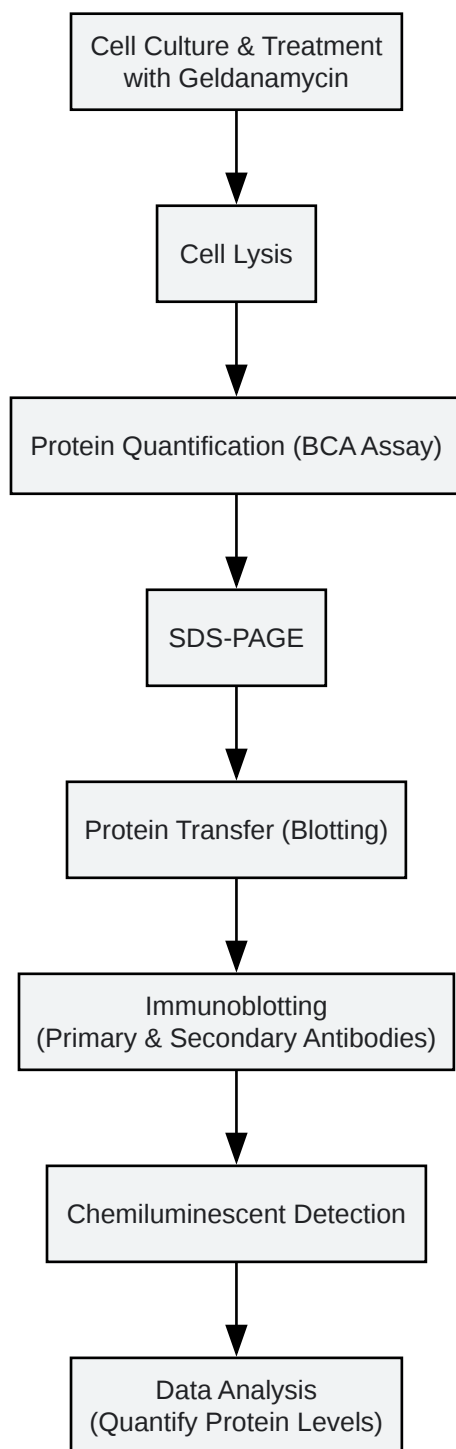 Cell Culture & Treatment
with Geldanamycin
Cell Lysis
Protein Quantification (BCA Assay)
SDS-PAGE
Protein Transfer (Blotting)
Immunoblotting
(Primary & Secondary Antibodies)
Chemiluminescent Detection
Data Analysis
(Quantify Protein Levels)